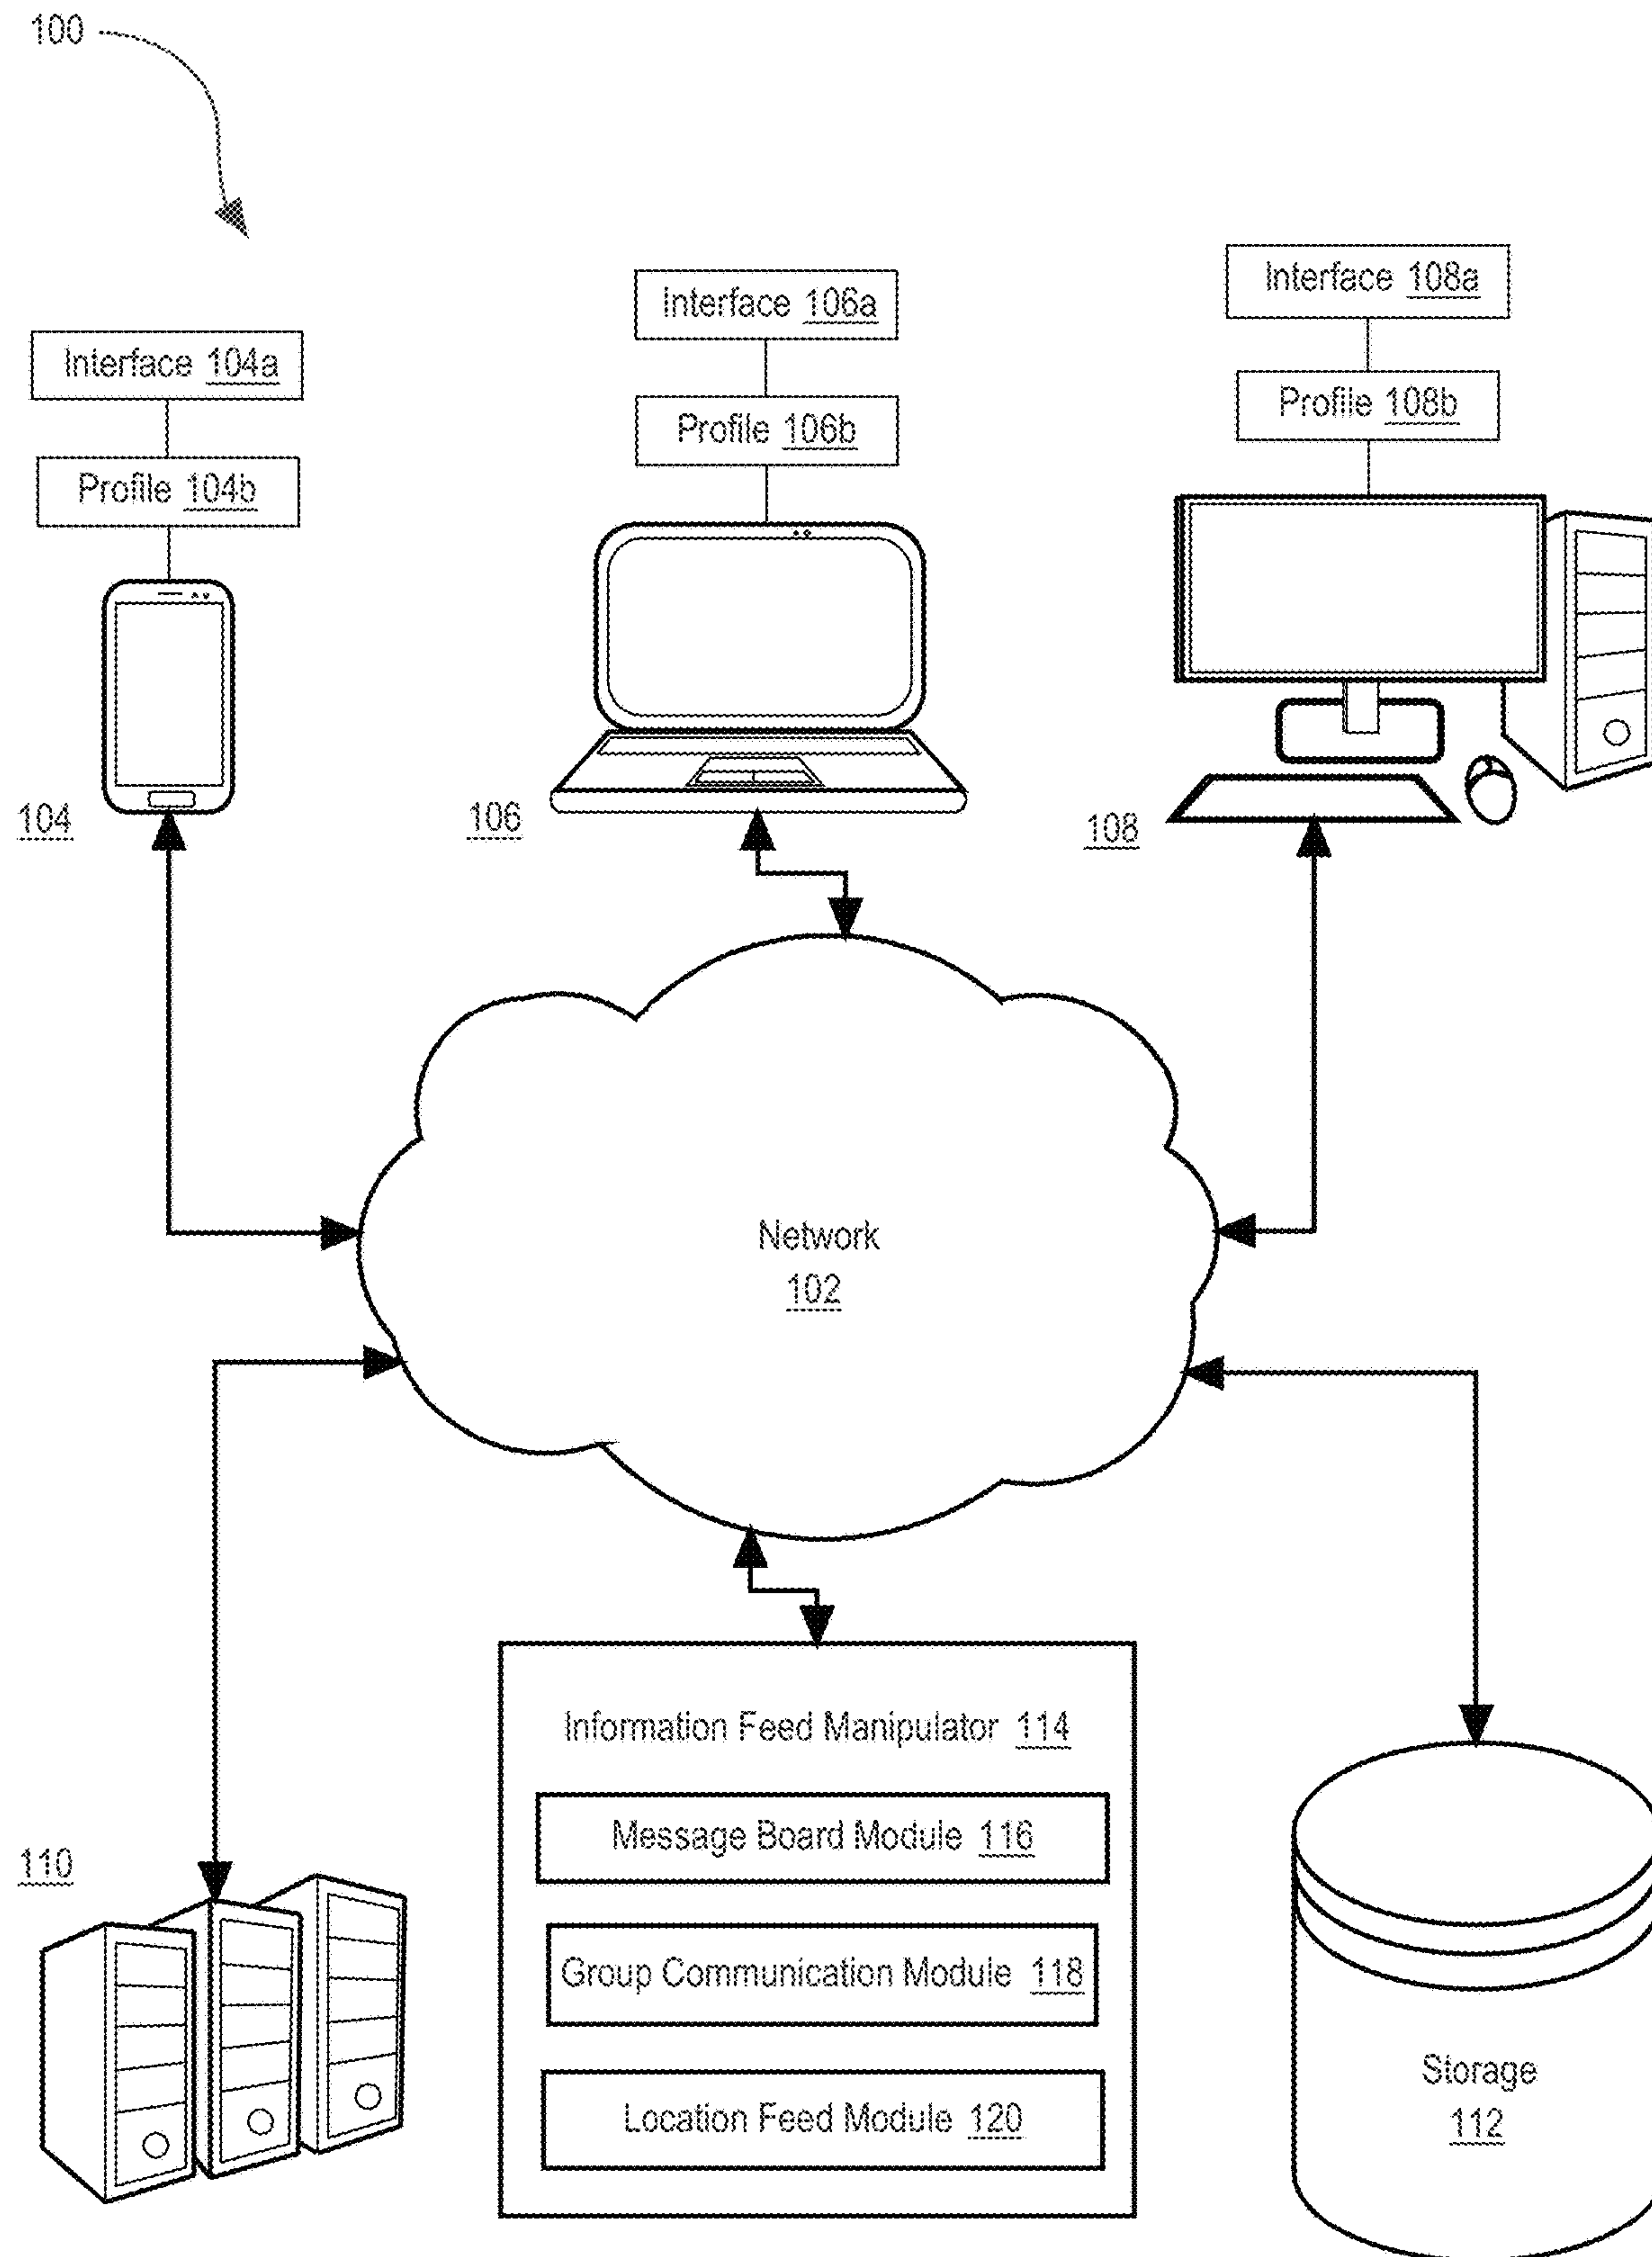 100
Interface 104a
Profile 104b
104
Interface 106a
Profile 106b
106
Interface 108a
Profile 108b
108
Network
102
110
Information Feed Manipulator 114
Message Board Module 116
Group Communication Module 118
Location Feed Module 120
Storage
112